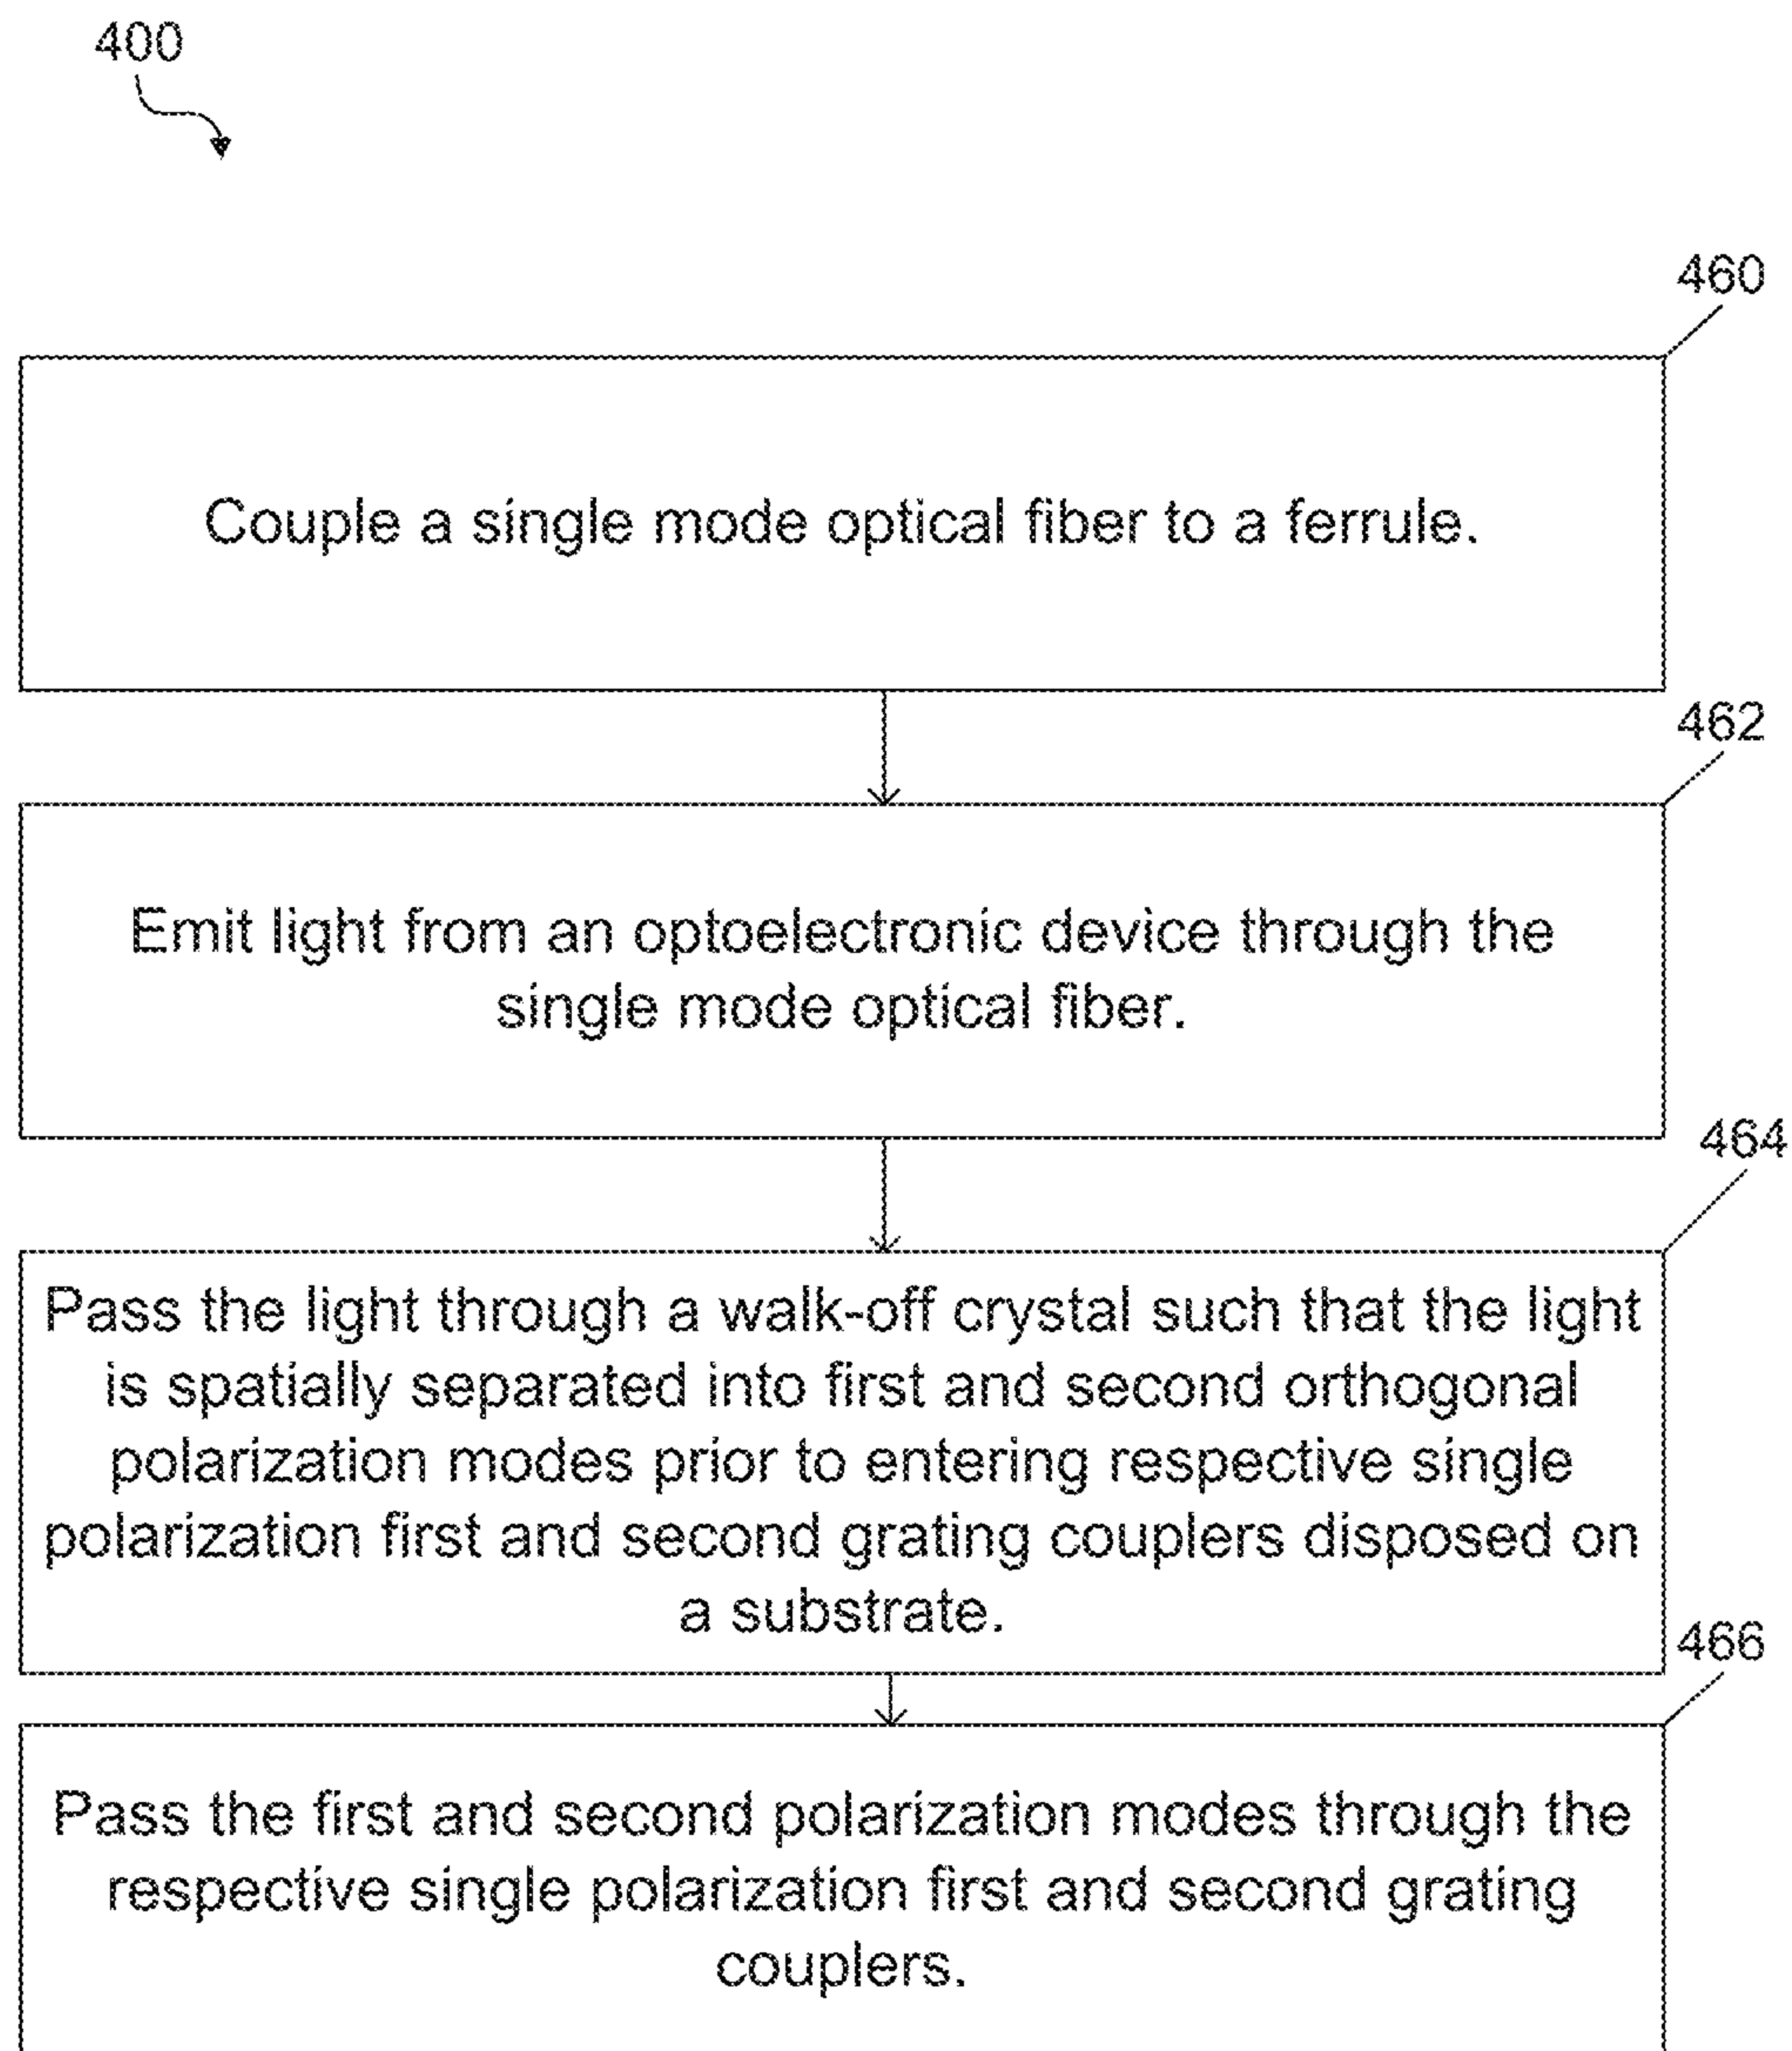 400
460
Couple a single mode optical fiber to a ferrule.
462
Emit light from an optoelectronic device through the
single mode optical fiber.
464
Pass the light through a walk-off crystal such that the light
is spatially separated into first and second orthogonal
polarization modes prior to entering respective single
polarization first and second grating couplers disposed on
a substrate.
466
Pass the first and second polarization modes through the
respective single polarization first and second grating
couplers.